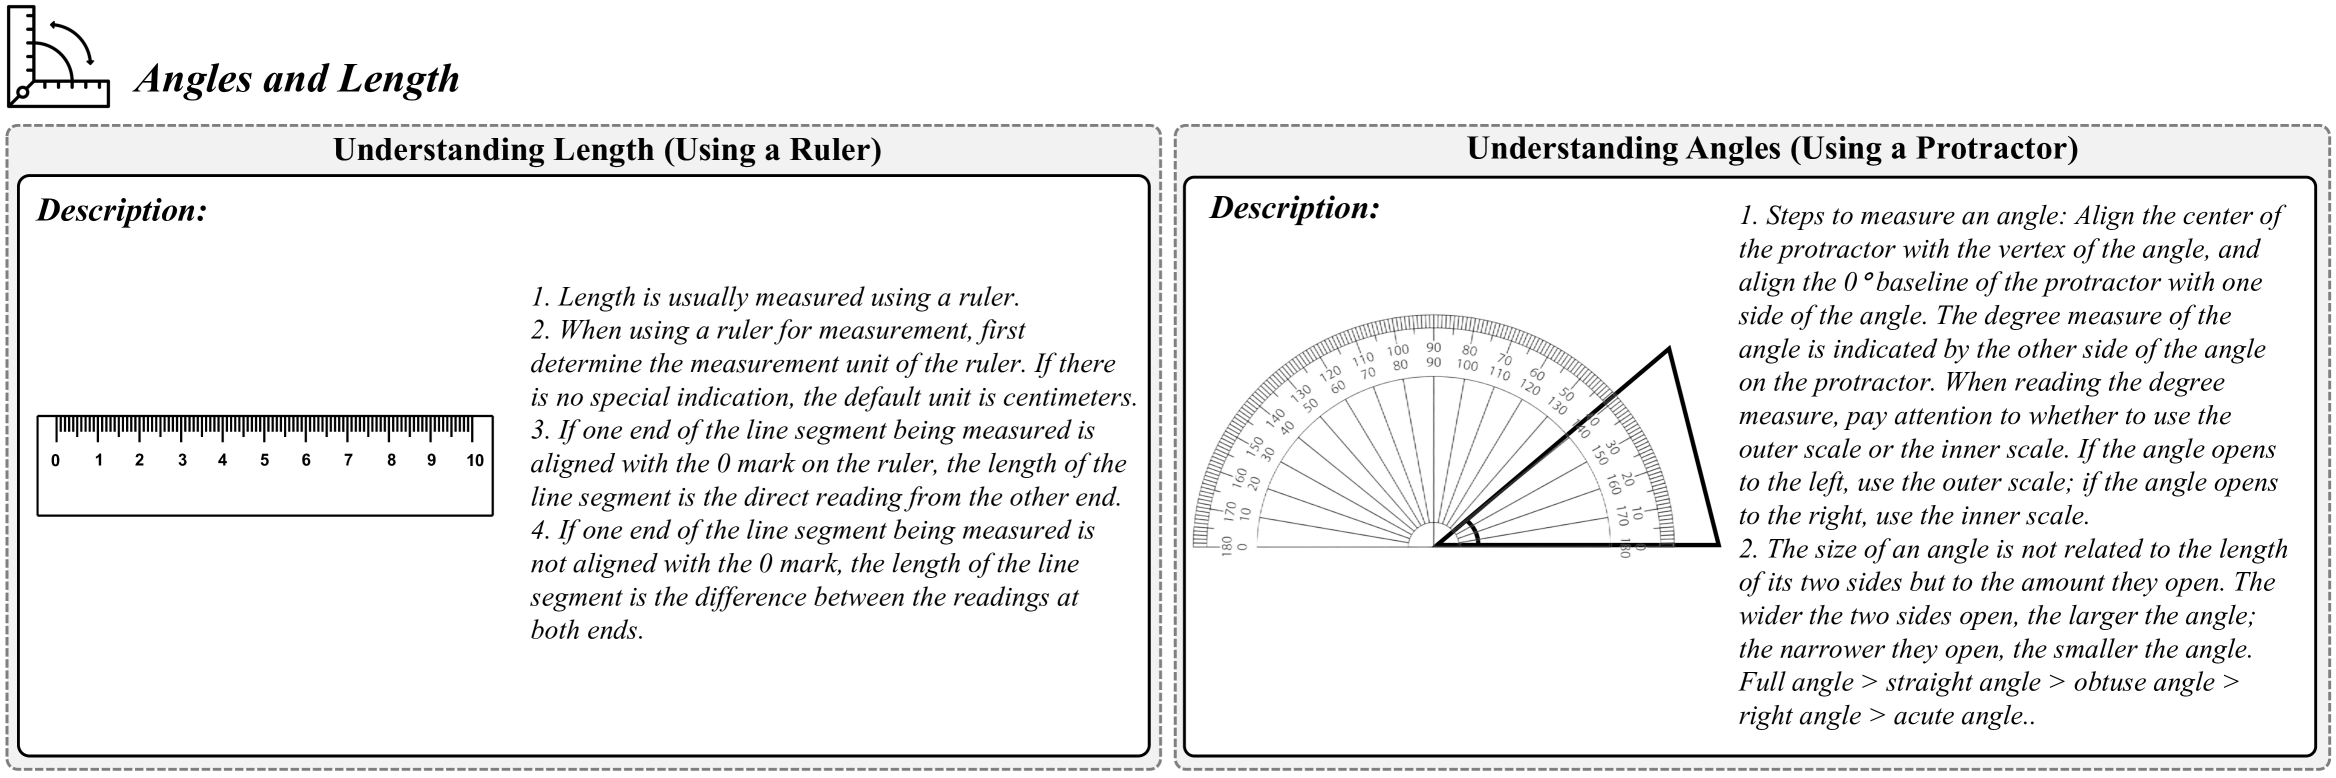 Angles and Length
Understanding Length (Using a Ruler)
Description:
1. Length is usually measured using a ruler.
2. When using a ruler for measurement, first
determine the measurement unit of the ruler. If there
is no special indication, the default unit is centimeters.
3. If one end of the line segment being measured is
aligned with the 0 mark on the ruler, the length of the
line segment is the direct reading from the other end.
4. If one end of the line segment being measured is
not aligned with the 0 mark, the length of the line
segment is the difference between the readings at
both ends.
0 1 2 3 4 5 6 7 8 9 10
Understanding Angles (Using a Protractor)
Description:
180 170 160 150 140 130 120 110 100 90 80 70 60 50 30 20 10 0
0 10 20 30 40 50 60 70 80 90 100 110 120 130 140 150 160 170 180
1. Steps to measure an angle: Align the center of
the protractor with the vertex of the angle, and
align the 0° baseline of the protractor with one
side of the angle. The degree measure of the
angle is indicated by the other side of the angle
on the protractor. When reading the degree
measure, pay attention to whether to use the
outer scale or the inner scale. If the angle opens
to the left, use the outer scale; if the angle opens
to the right, use the inner scale.
2. The size of an angle is not related to the length
of its two sides but to the amount they open. The
wider the two sides open, the larger the angle;
the narrower they open, the smaller the angle.
Full angle > straight angle > obtuse angle >
right angle > acute angle..